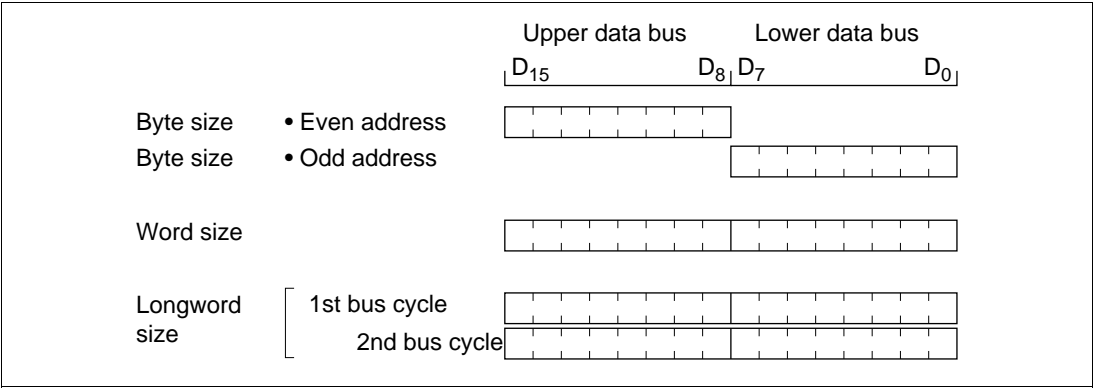 Upper data bus Lower data bus
D15 D8 D7 D0
Byte size • Even address
Byte size • Odd address
Word size
Longword size 1st bus cycle
2nd bus cycle